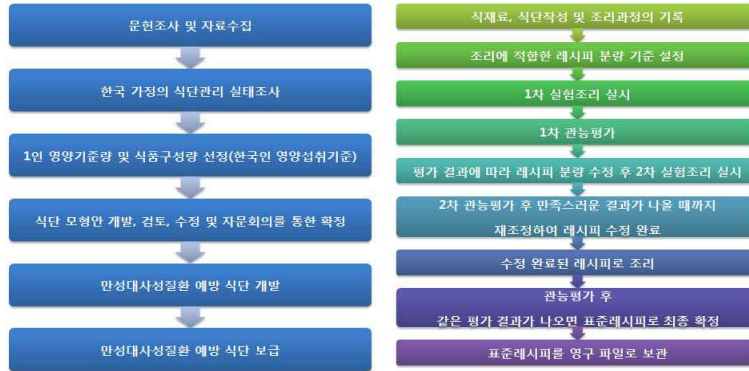 문헌조사 및 자료수집
한국 가정의 식단관리 실태조사
1인 영양기준량 및 식품구성량 선정(한국인 영양섭취기준)
식단 모형안 개발, 검토, 수정 및 자문회의를 통한 확정
만성대사성질환 예방 식단 개발
만성대사성질환 예방 식단 보급
식재료, 식단작성 및 조리과정의 기록
조리에 적합한 레시피 분량 기준 설정
1차 실험조리 실시
1차 관능평가
평가 결과에 따라 레시피 분량 수정 후 2차 실험조리 실시
2차 관능평가 후 만족스러운 결과가 나올 때까지
재조정하여 레시피 수정 완료
수정 완료된 레시피로 조리
관능평가 후
같은 평가 결과가 나오면 표준레시피로 최종 확정
표준레시피를 영구 파일로 보관